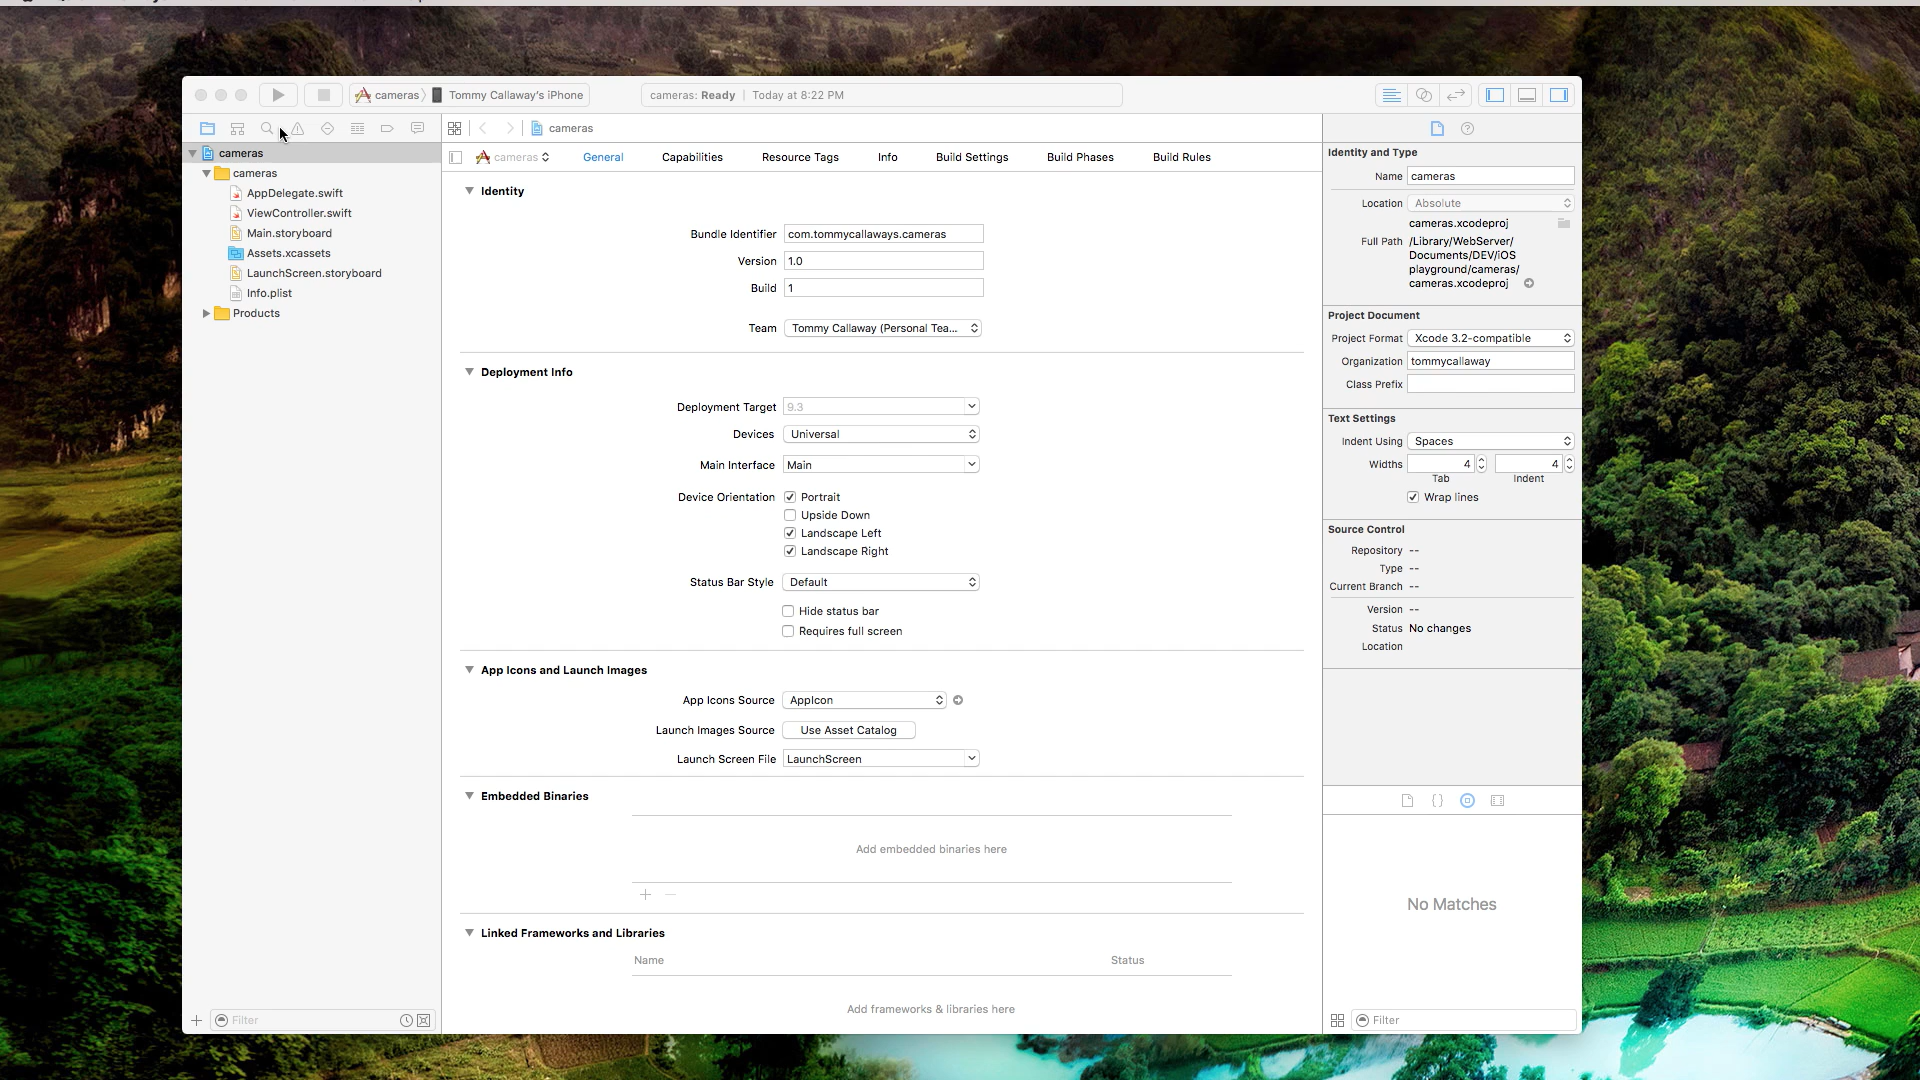 cameras
Tommy Callaway's iPhone
cameras: Ready
Today at 8:22 PM
cameras
cameras
AppDelegate.swift
ViewController.swift
Main.storyboard
Assets.xcassets
LaunchScreen.storyboard
Info.plist
Products
Filter
cameras
cameras
General
Capabilities
Resource Tags
Info
Build Settings
Build Phases
Build Rules
Identity
Bundle Identifier com.tommycallaways.cameras
Version 1.0
Build 1
Team Tommy Callaway (Personal Tea...
Deployment Info
Deployment Target 9.3
Devices Universal
Main Interface Main
Device Orientation Portrait
Upside Down
Landscape Left
Landscape Right
Status Bar Style Default
Hide status bar
Requires full screen
App Icons and Launch Images
App Icons Source AppIcon
Launch Images Source Use Asset Catalog
Launch Screen File LaunchScreen
Embedded Binaries
Add embedded binaries here
Linked Frameworks and Libraries
Name Status
Add frameworks & libraries here
Identity and Type
Name cameras
Location Absolute
cameras.xcodeproj
Full Path /Library/WebServer/
Documents/DEV/iOS
playground/cameras/
cameras.xcodeproj
Project Document
Project Format Xcode 3.2-compatible
Organization tommycallaway
Class Prefix
Text Settings
Indent Using Spaces
Widths 4 4
Tab Indent
Wrap lines
Source Control
Repository --
Type --
Current Branch --
Version --
Status No changes
Location
No Matches
Filter